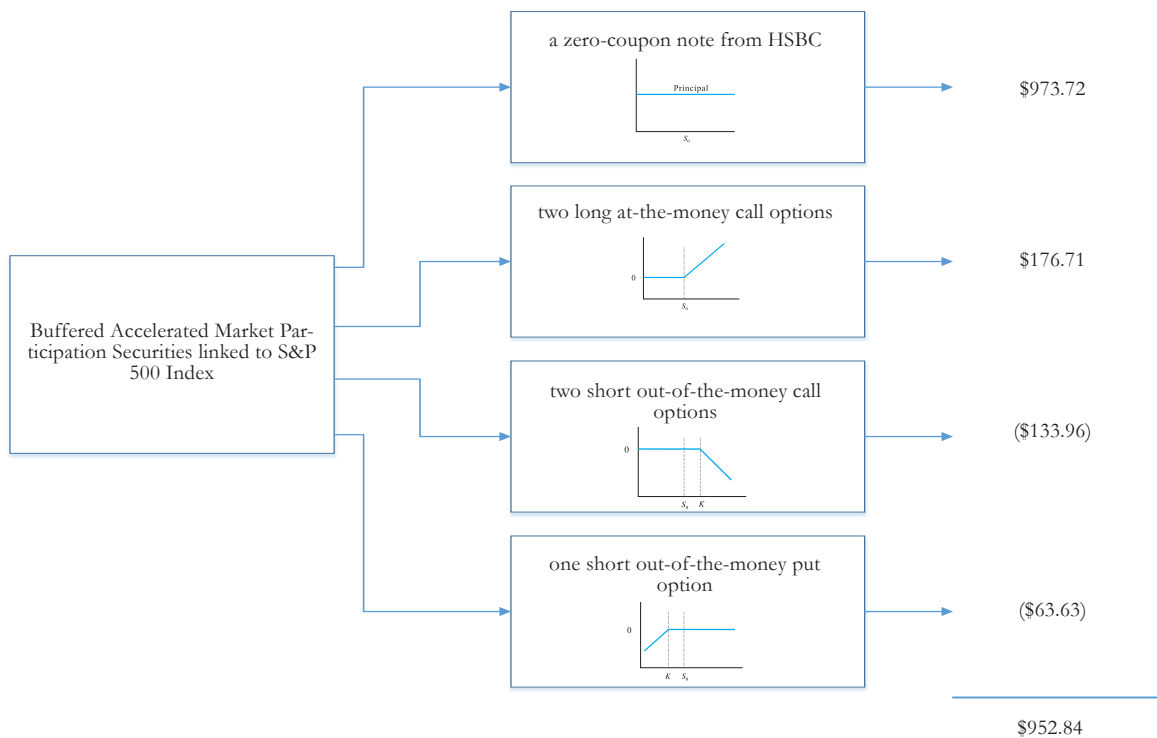 a zero-coupon note from HSBC
Principal
S₀
$973.72
two long at-the-money call options
0
S₀
$176.71
Buffered Accelerated Market Par-
ticipation Securities linked to S&P
500 Index
two short out-of-the-money call
options
0
S₀ K
($133.96)
one short out-of-the-money put
option
0
K S₀
($63.63)
$952.84